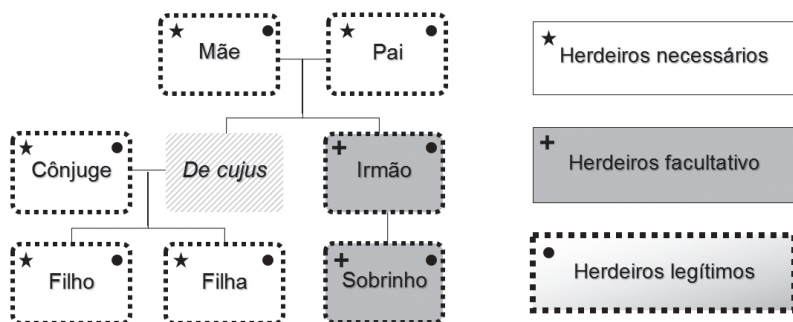 Mãe
Pai
Herdeiros necessários
Cônjuge
De cujus
Irmão
Herdeiros facultativo
Filho
Filha
Sobrinho
Herdeiros legítimos